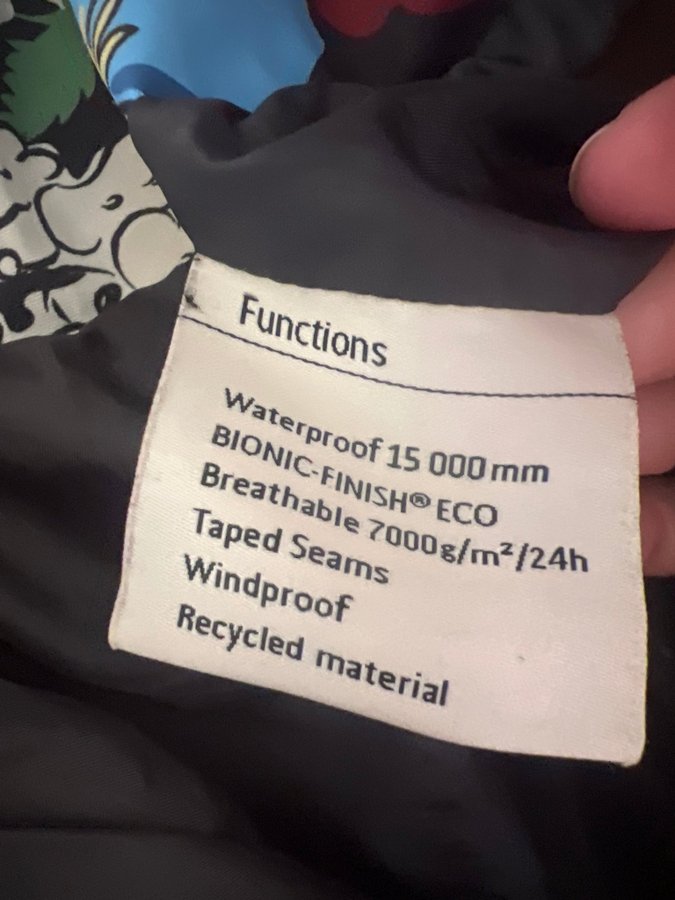 Functions
Waterproof 15 000 mm
BIONIC-FINISH® ECO
Breathable 7000g/m²/24h
Taped Seams
Windproof
Recycled material